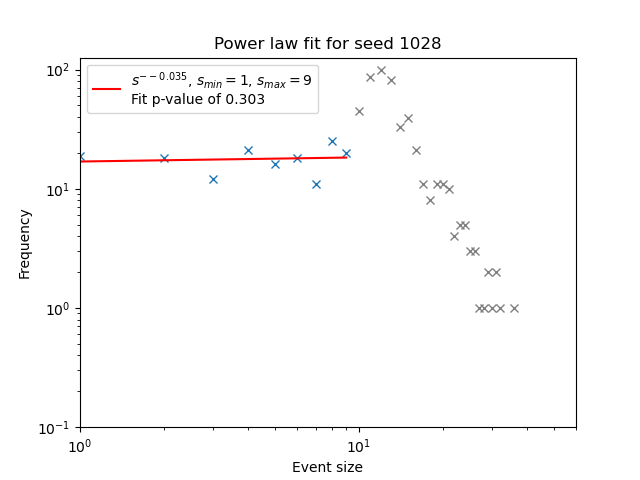 Power law fit for seed 1028
$s^{--0.035}$, $s_{min}=1$, $s_{max}=9$
Fit p-value of 0.303
Frequency
10²
10¹
10⁰
10⁻¹
10⁰ 10¹
Event size